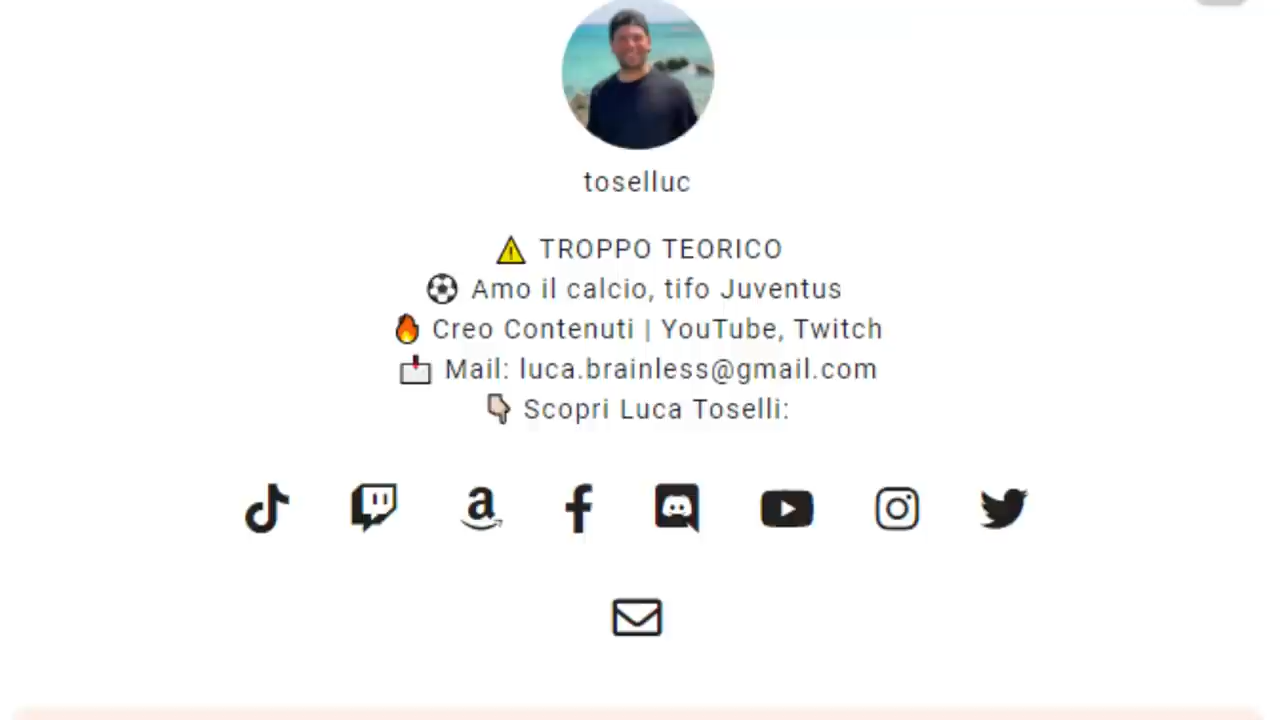 toselluc
⚠️ TROPPO TEORICO
⚽ Amo il calcio, tifo Juventus
🔥 Creo Contenuti | YouTube, Twitch
📩 Mail: luca.brainless@gmail.com
👇🏻 Scopri Luca Toselli: